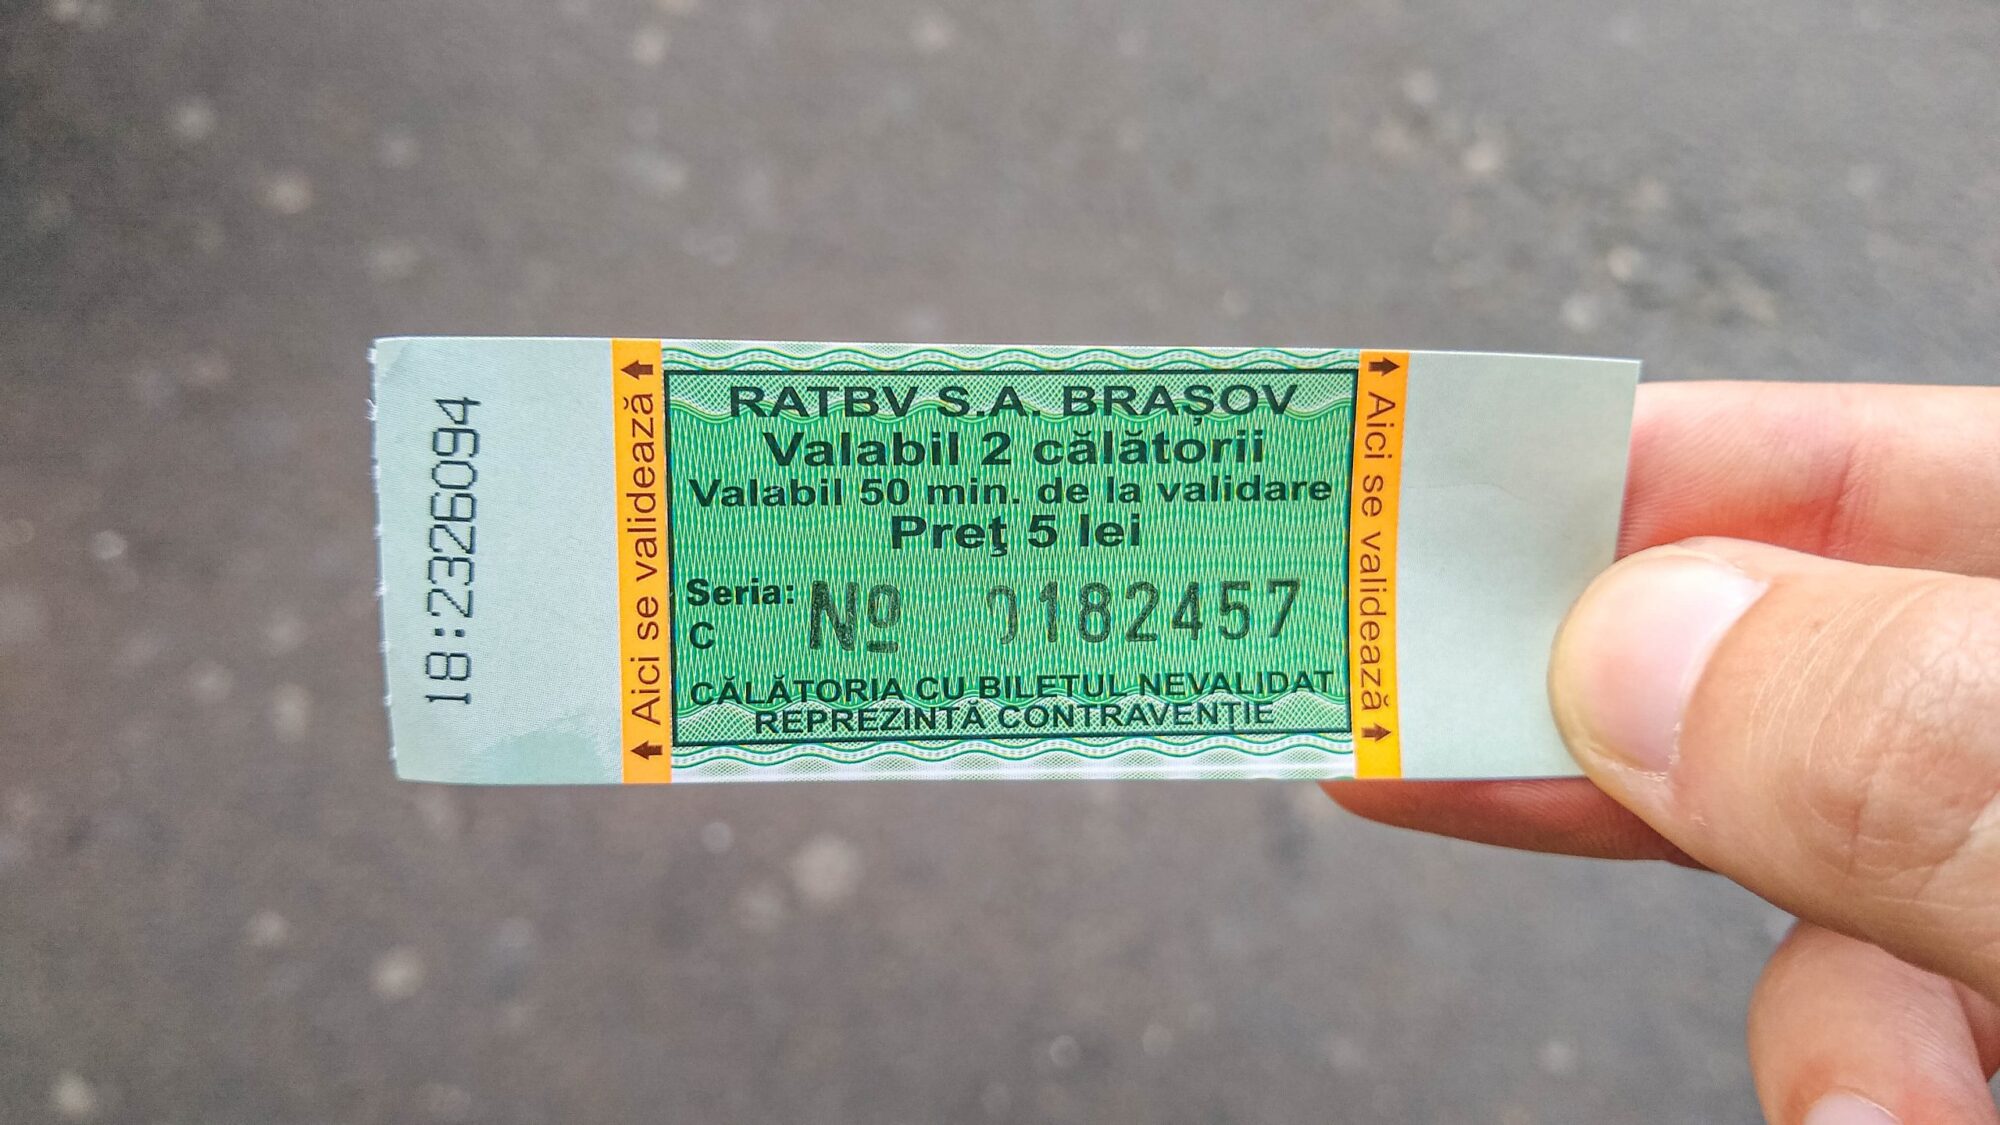 18:2326094
Aici se validează
RATBV S.A. BRAȘOV
Valabil 2 călătorii
Valabil 50 min. de la validare
Preţ 5 lei
Seria: Nº 0182457
C
CĂLĂTORIA CU BILETUL NEVALIDAT
REPREZINTĂ CONTRAVENTIE
Aici se validează